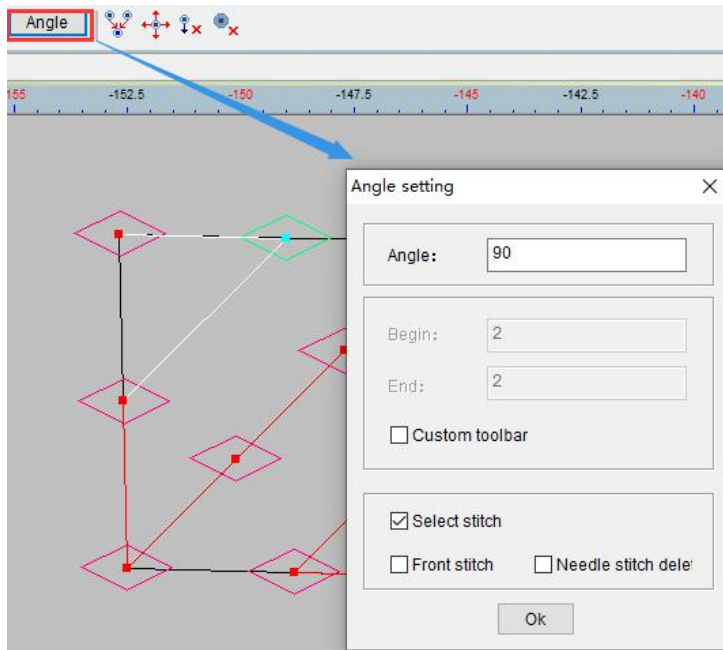 Angle
155 -152.5 -150 -147.5 -145 -142.5 -140
Angle setting
Angle: 90
Begin: 2
End: 2
Custom toolbar
Select stitch
Front stitch Needle stitch dele
Ok